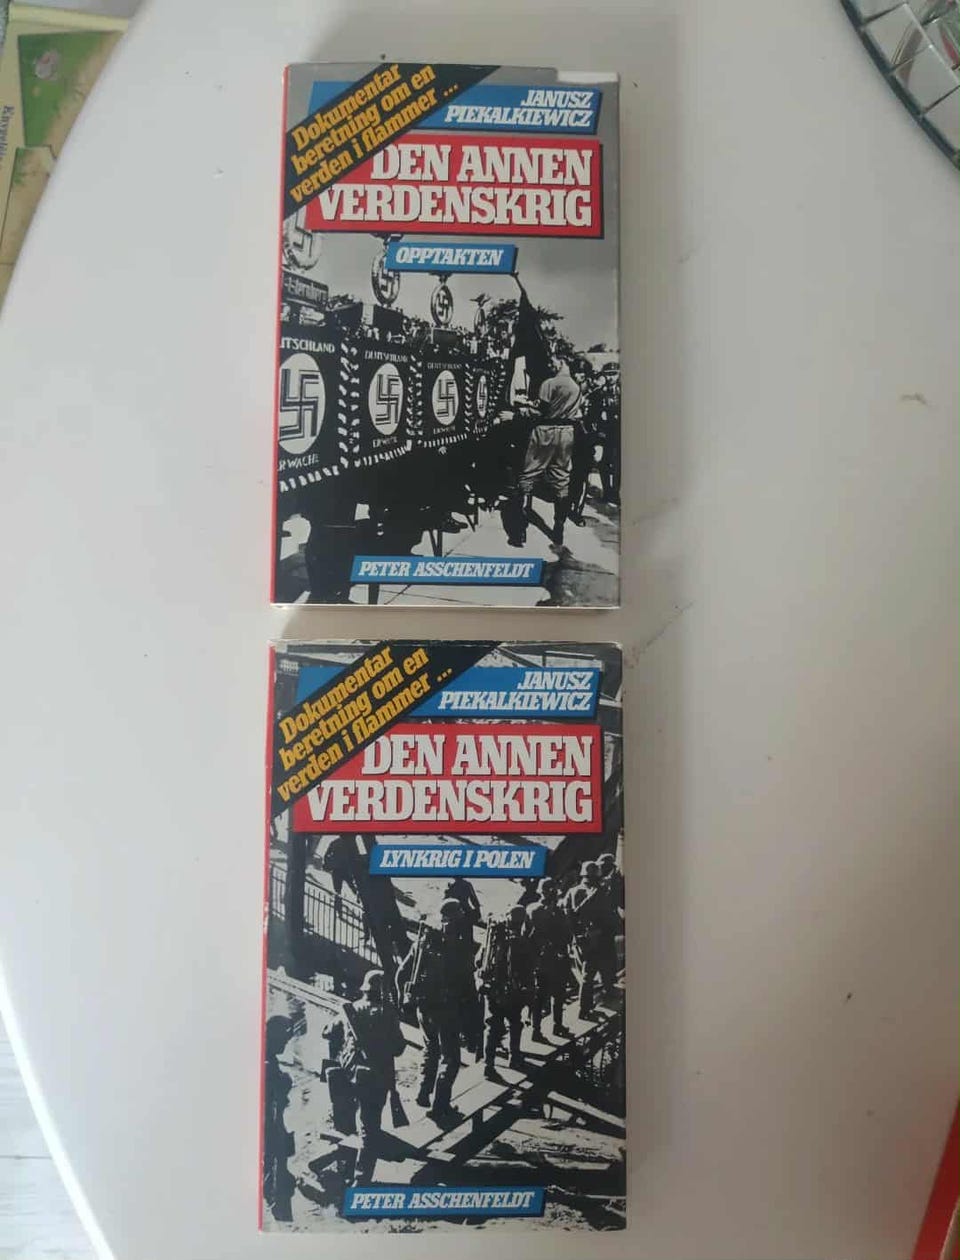 Dokumentar
beretning om en
verden i flammer ...
JANUSZ
PIEKALKIEWICZ
DEN ANNEN
VERDENSKRIG
OPPTAKTEN
DEUTSCHLAND
DEUTSCHLAND
ERWACHE
PETER ASSCHENFELDT
Dokumentar
beretning om en
verden i flammer ...
JANUSZ
PIEKALKIEWICZ
DEN ANNEN
VERDENSKRIG
LYNKRIG I POLEN
PETER ASSCHENFELDT